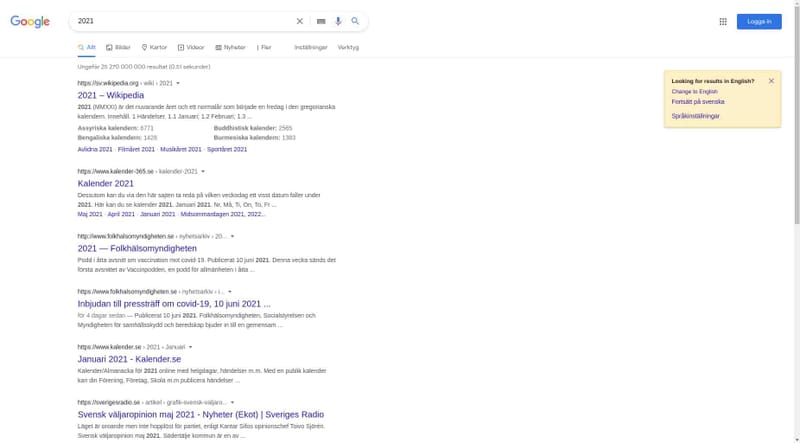 Google
2021
Logga in
Allt Bilder Kartor Videor Nyheter Fler Inställningar Verktyg
Ungefär 25 270 000 000 resultat (0,51 sekunder)
Looking for results in English?
Change to English
Fortsätt på svenska
Språkinställningar
https://sv.wikipedia.org › wiki › 2021
2021 – Wikipedia
2021 (MMXXI) är det nuvarande året och ett normalår som började en fredag i den gregorianska
kalendern. Innehåll. 1 Händelser. 1.1 Januari; 1.2 Februari; 1.3 ...
Assyriska kalendern: 6771 Buddhistisk kalender: 2565
Bengaliska kalendern: 1428 Burmesiska kalendern: 1383
Avlidna 2021 · Filmåret 2021 · Musikåret 2021 · Sportåret 2021
https://www.kalender-365.se › kalender-2021
Kalender 2021
Dessutom kan du via den här sajten ta reda på vilken veckodag ett visst datum faller under
2021. Här kan du se kalender 2021. Januari 2021. Nr, Må, Ti, On, To, Fr ...
Maj 2021 · April 2021 · Januari 2021 · Midsommardagen 2021, 2022...
http://www.folkhalsomyndigheten.se › nyhetsarkiv › 20...
2021 — Folkhälsomyndigheten
Podd i åtta avsnitt om vaccination mot covid-19. Publicerat 10 juni 2021. Denna vecka sänds det
första avsnittet av Vaccinpodden, en podd för allmänheten i åtta ...
https://www.folkhalsomyndigheten.se › nyhetsarkiv › i...
Inbjudan till pressträff om covid-19, 10 juni 2021 ...
för 4 dagar sedan — Publicerat 10 juni 2021. Folkhälsomyndigheten, Socialstyrelsen och
Myndigheten för samhällsskydd och beredskap bjuder in till en gemensam ...
https://www.kalender.se › 2021 › Januari
Januari 2021 - Kalender.se
Kalender/Almanacka för 2021 online med helgdagar, händelser m.m. Med en publik kalender
kan din Förening, Företag, Skola m.m publicera händelser ...
https://sverigesradio.se › artikel › grafik-svensk-valjaro...
Svensk väljaropinion maj 2021 - Nyheter (Ekot) | Sveriges Radio
Läget är oroande men inte hopplöst för partiet, enligt Kantar Sifos opinionschef Toivo Sjörén.
Svensk väljaropinion maj 2021. Södertälje kommun är en av ...